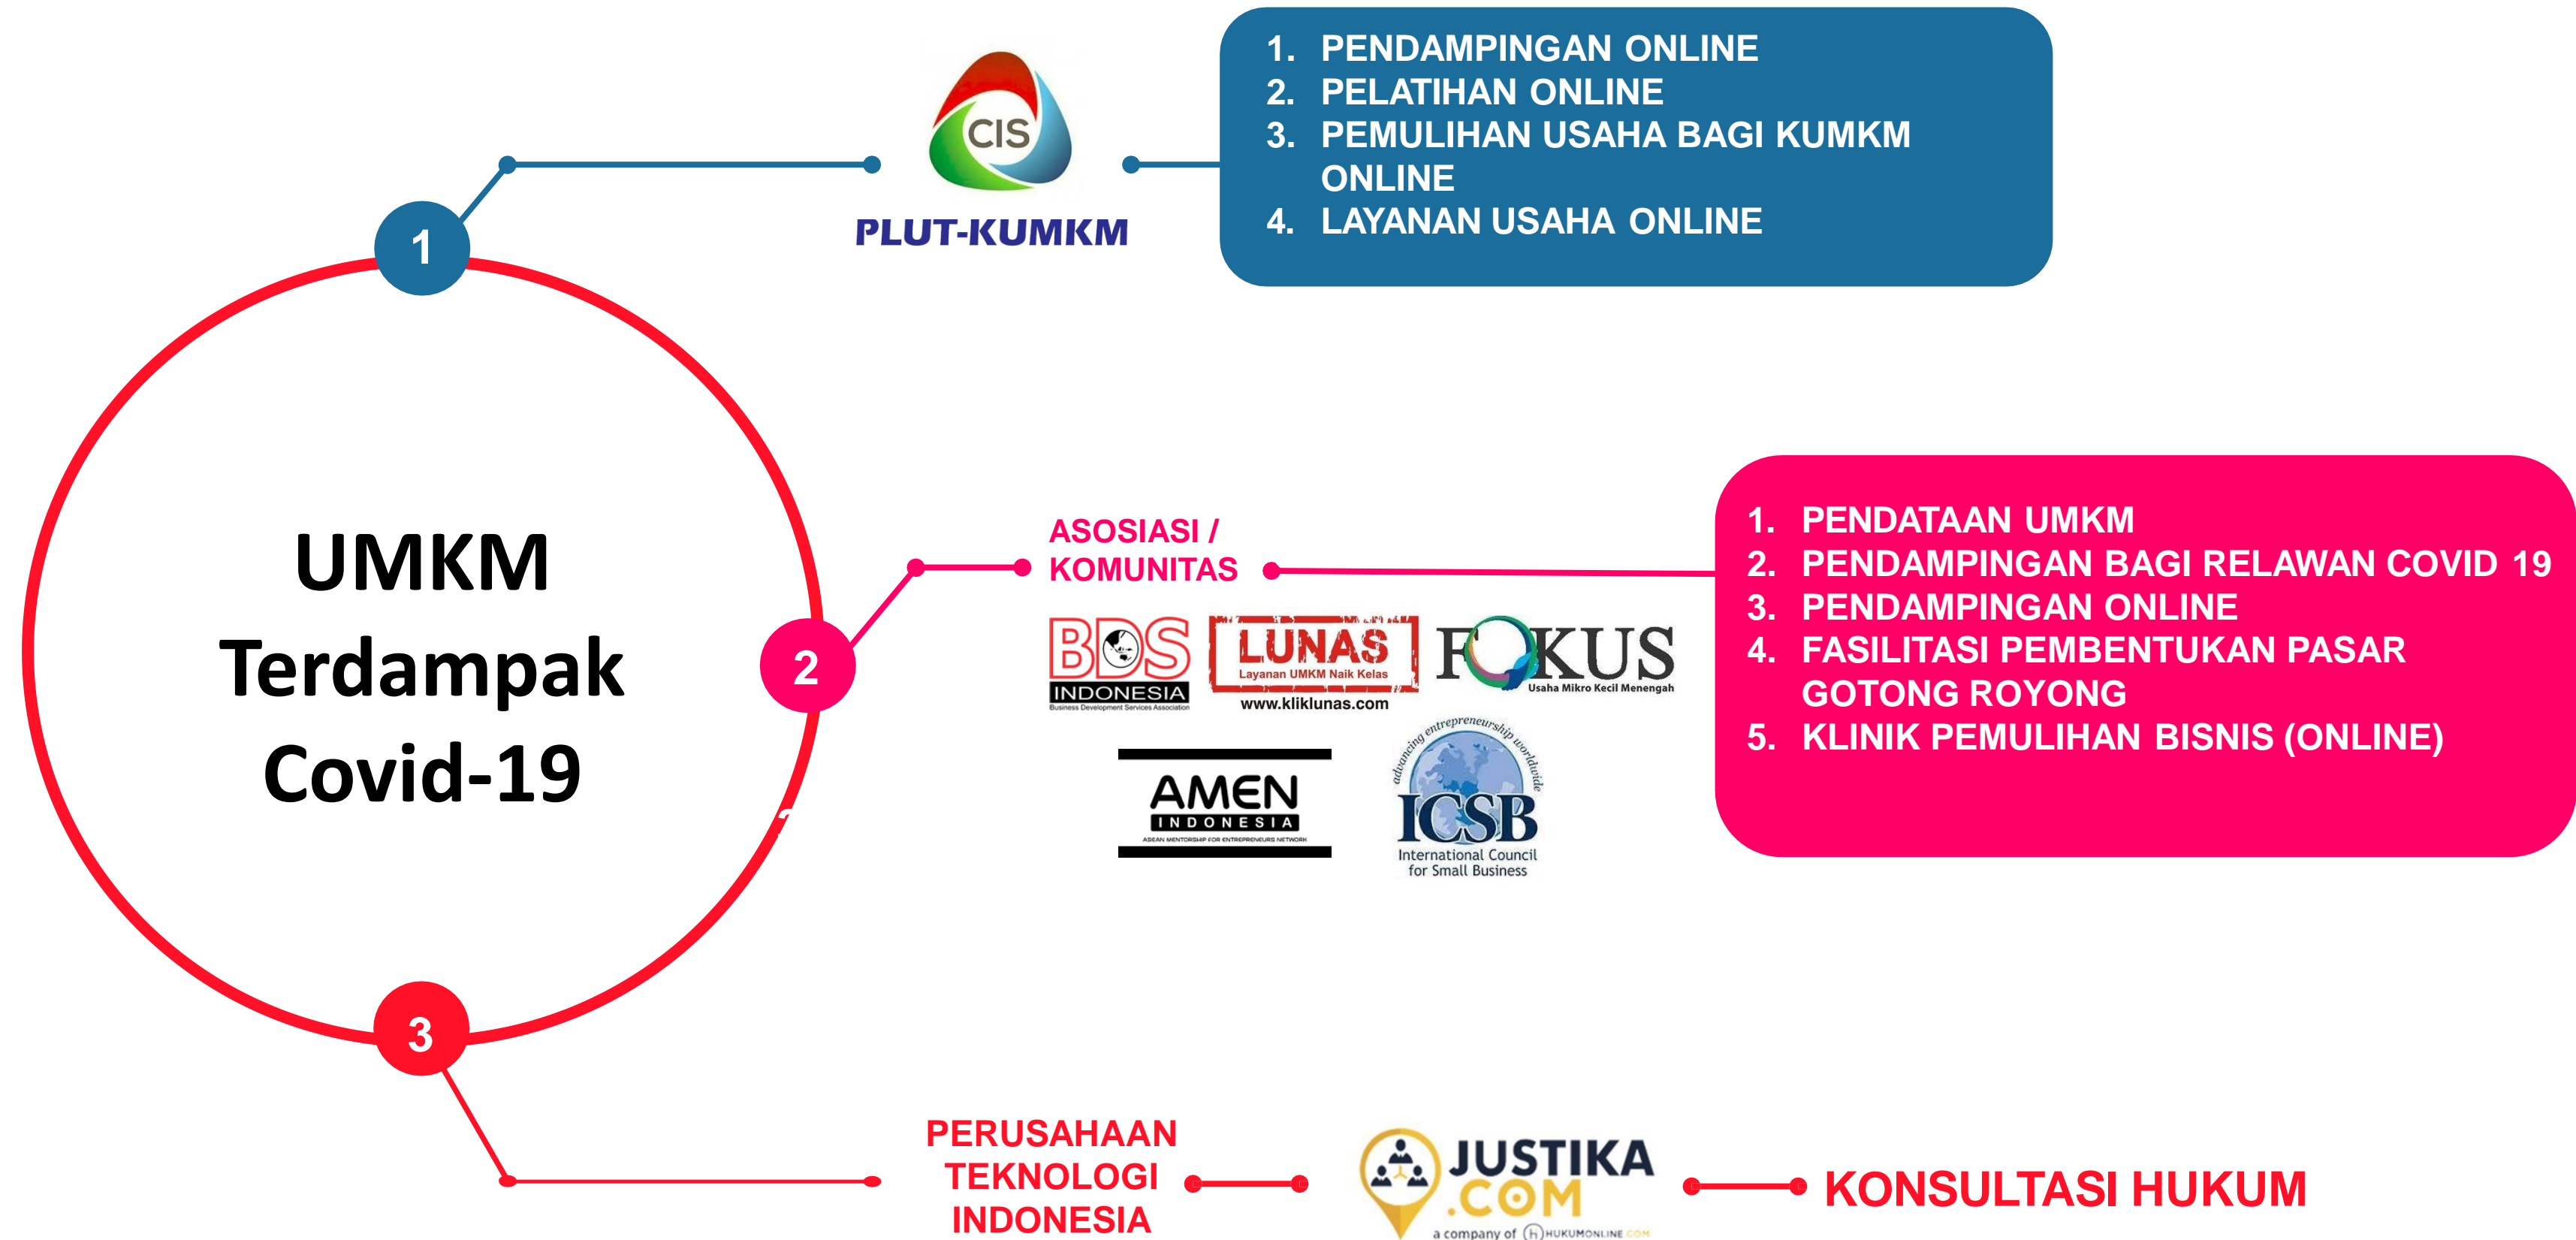 1. PENDAMPINGAN ONLINE
2. PELATIHAN ONLINE
3. PEMULIHAN USAHA BAGI KUMKM
ONLINE
4. LAYANAN USAHA ONLINE
CIS
PLUT-KUMKM
1
UMKM
Terdampak
Covid-19
2
ASOSIASI /
KOMUNITAS
BDS
INDONESIA
Business Development Services Association
LUNAS
Layanan UMKM Naik Kelas
www.kliklunas.com
FOKUS
Usaha Mikro Kecil Menengah
AMEN
INDONESIA
ASEAN MENTORSHIP FOR ENTREPRENEURS NETWORK
advancing entrepreneurship worldwide
ICSB
International Council
for Small Business
1. PENDATAAN UMKM
2. PENDAMPINGAN BAGI RELAWAN COVID 19
3. PENDAMPINGAN ONLINE
4. FASILITASI PEMBENTUKAN PASAR
GOTONG ROYONG
5. KLINIK PEMULIHAN BISNIS (ONLINE)
3
PERUSAHAAN
TEKNOLOGI
INDONESIA
JUSTIKA
.COM
a company of h HUKUMONLINE.COM
KONSULTASI HUKUM